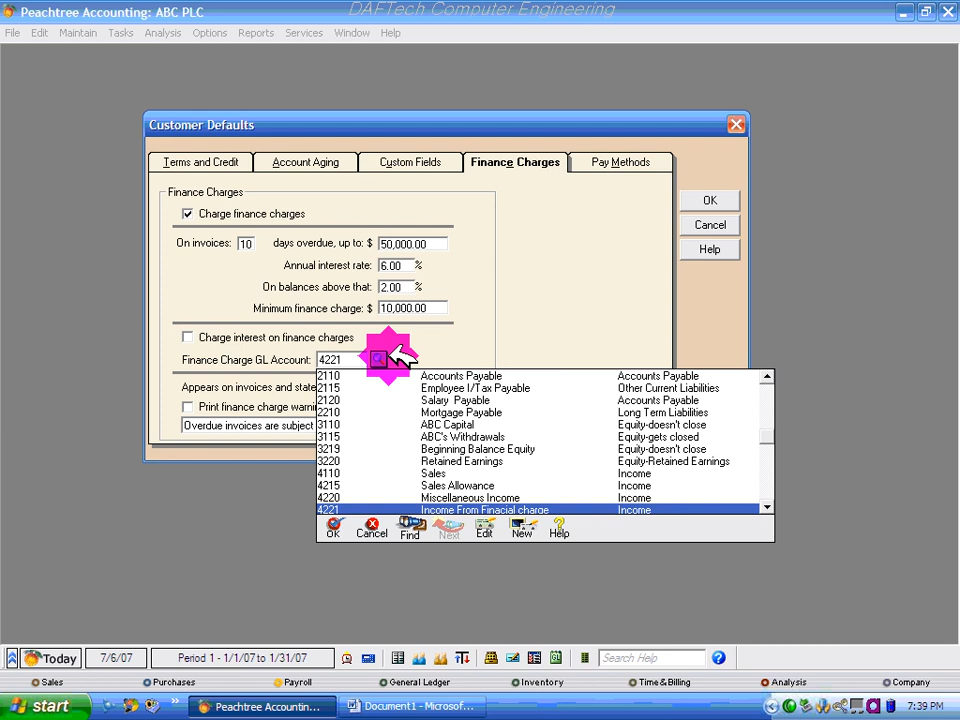 DAFTech Computer Engineering
Peachtree Accounting: ABC PLC
File Edit Maintain Tasks Analysis Options Reports Services Window Help
Customer Defaults
Terms and Credit Account Aging Custom Fields Finance Charges Pay Methods
Finance Charges
Charge finance charges
On invoices: 10 days overdue, up to: $ 50,000.00
Annual interest rate: 6.00 %
On balances above that: 2.00 %
Minimum finance charge: $ 10,000.00
Charge interest on finance charges
Finance Charge GL Account: 4221
Appears on invoices and state
Print finance charge warnin
Overdue invoices are subject
OK
Cancel
Help
2110 Accounts Payable Accounts Payable
2115 Employee I/Tax Payable Other Current Liabilities
2120 Salary Payable Accounts Payable
2210 Mortgage Payable Long Term Liabilities
3110 ABC Capital Equity-doesn't close
3115 ABC's Withdrawals Equity-gets closed
3219 Beginning Balance Equity Equity-doesn't close
3220 Retained Earnings Equity-Retained Earnings
4110 Sales Income
4215 Sales Allowance Income
4220 Miscellaneous Income Income
4221 Income From Finacial charge Income
OK Cancel Find Next Edit New Help
Today 7/6/07 Period 1 - 1/1/07 to 1/31/07 Search Help
Sales Purchases Payroll General Ledger Inventory Time & Billing Analysis Company
start Peachtree Accountin... Document1 - Microsof... 7:39 PM